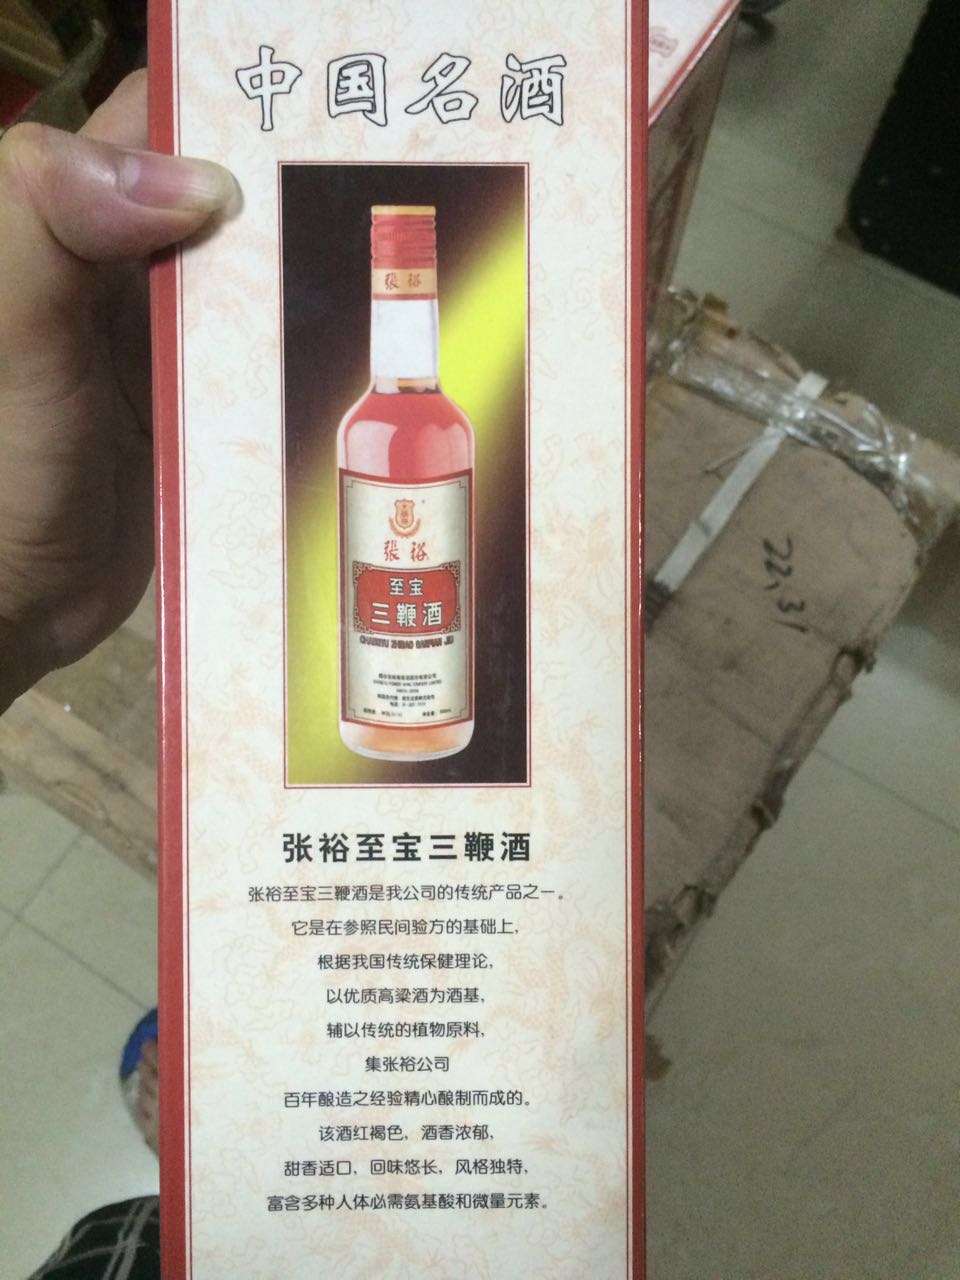 中国名酒
张裕
张裕
至宝
三鞭酒
张裕至宝三鞭酒
张裕至宝三鞭酒是我公司的传统产品之一。
它是在参照民间验方的基础上,
根据我国传统保健理论,
以优质高粱酒为酒基,
辅以传统的植物原料,
集张裕公司
百年酿造之经验精心酿制而成的。
该酒红褐色, 酒香浓郁,
甜香适口, 回味悠长, 风格独特,
富含多种人体必需氨基酸和微量元素。
22,31